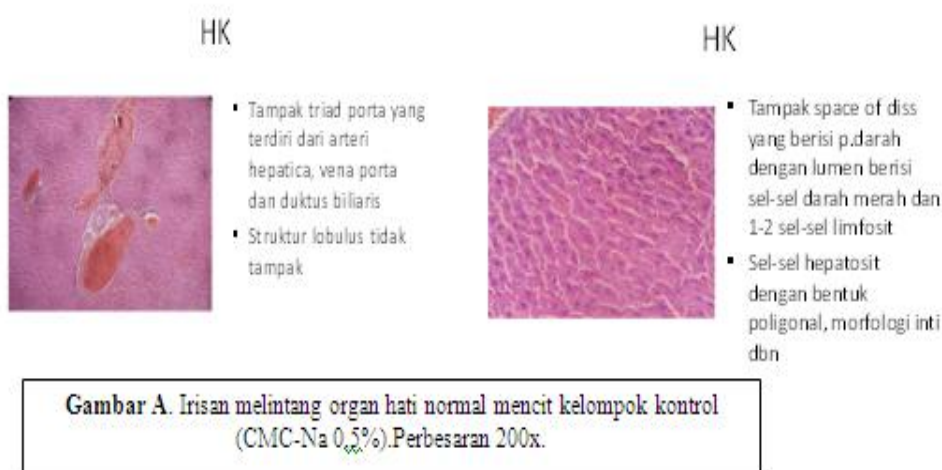 HK
▪ Tampak triad porta yang
terdiri dari arteri
hepatica, vena porta
dan duktus biliaris
▪ Struktur lobulus tidak
tampak
HK
▪ Tampak space of diss
yang berisi p.darah
dengan lumen berisi
sel-sel darah merah dan
1-2 sel-sel limfosit
▪ Sel-sel hepatosit
dengan bentuk
poligonal, morfologi inti
dbn
Gambar A. Irisan melintang organ hati normal mencit kelompok kontrol
(CMC-Na 0,5%).Perbesaran 200x.